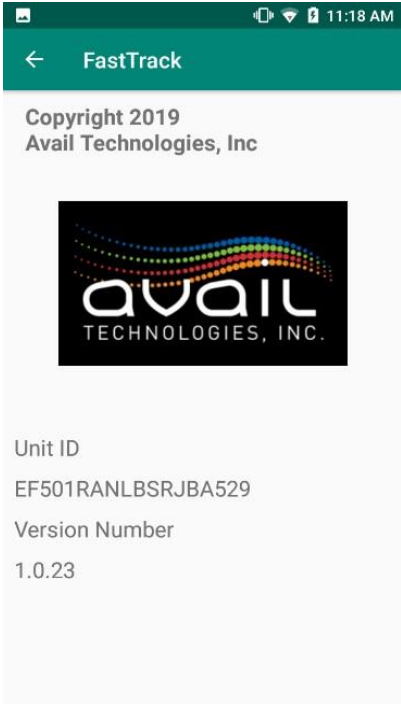 11:18 AM
FastTrack
Copyright 2019
Avail Technologies, Inc
avail
TECHNOLOGIES, INC.
Unit ID
EF501RANLBSRJBA529
Version Number
1.0.23